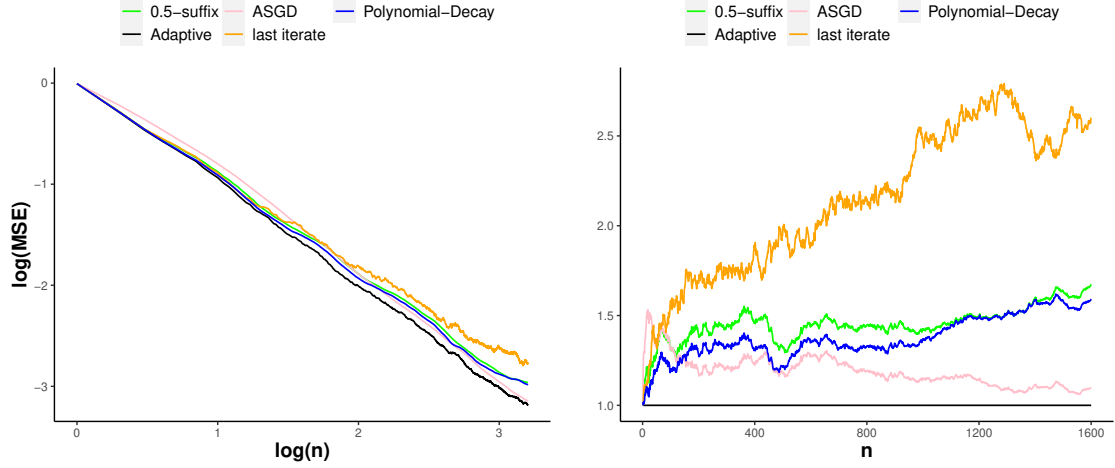 0.5−suffix ASGD Polynomial−Decay
Adaptive last iterate
0
−1
−2
−3
log(MSE)
0 1 2 3
log(n)
0.5−suffix ASGD Polynomial−Decay
Adaptive last iterate
2.5
2.0
1.5
1.0
0 400 800 1200 1600
n